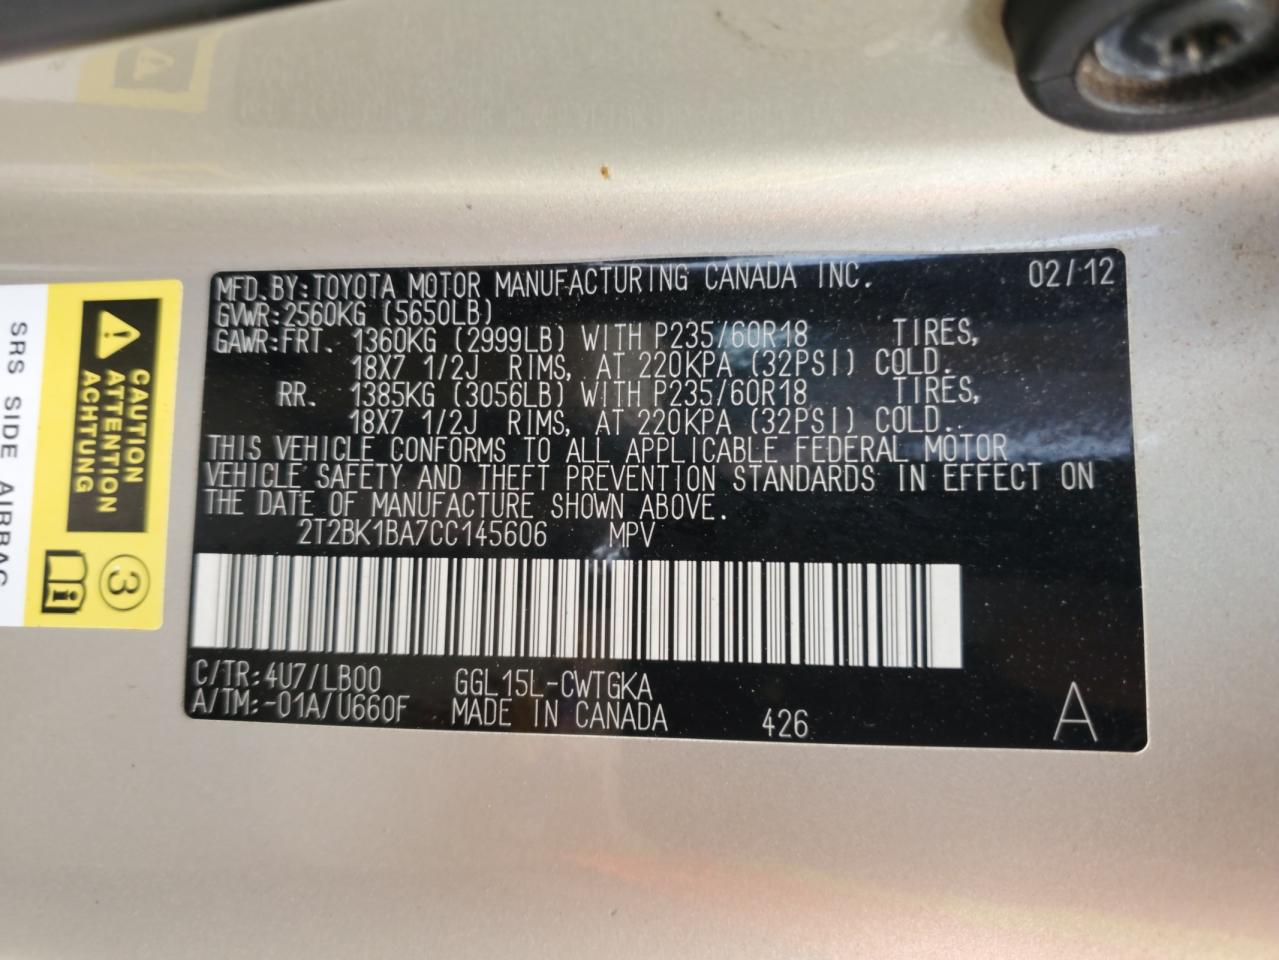 MFD.BY:TOYOTA MOTOR MANUFACTURING CANADA INC. 02/12
GVWR:2560KG (5650LB)
GAWR:FRT. 1360KG (2999LB) WITH P235/60R18 TIRES,
18X7 1/2J RIMS, AT 220KPA (32PSI) COLD.
RR. 1385KG (3056LB) WITH P235/60R18 TIRES,
18X7 1/2J RIMS, AT 220KPA (32PSI) COLD.
THIS VEHICLE CONFORMS TO ALL APPLICABLE FEDERAL MOTOR
VEHICLE SAFETY AND THEFT PREVENTION STANDARDS IN EFFECT ON
THE DATE OF MANUFACTURE SHOWN ABOVE.
2T2BK1BA7CC145606 MPV
C/TR:4U7/LB00 GGL15L-CWTGKA
A/TM:-01A/U660F MADE IN CANADA 426 A
CAUTION
ATTENTION
ACHTUNG
3
SRS SIDE AIRBAG